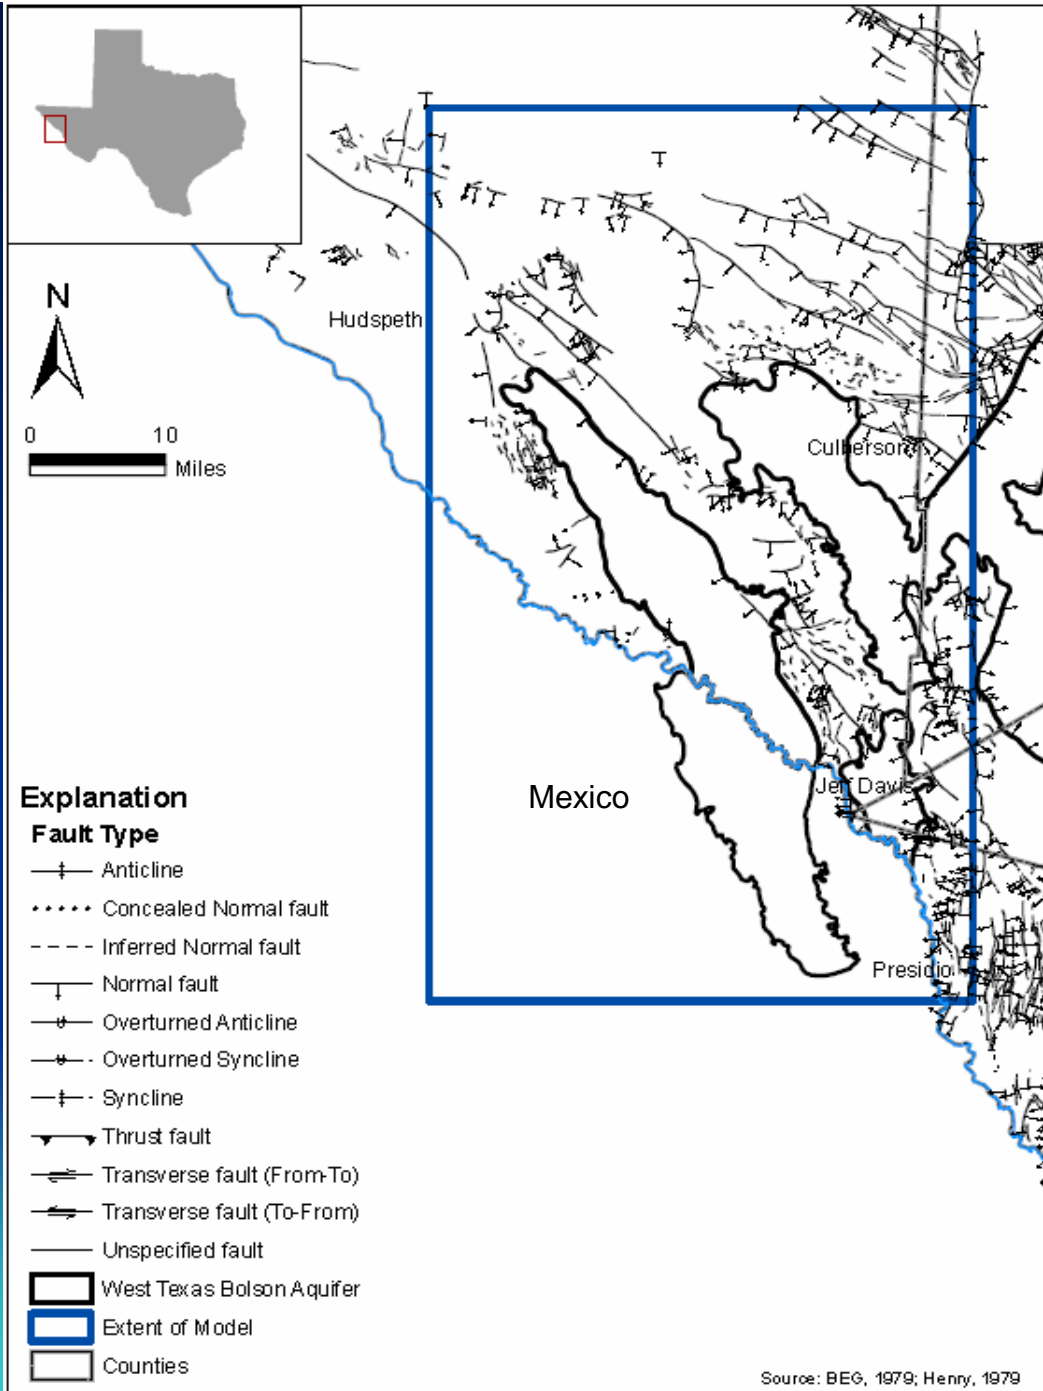 N
0 10
Miles
Hudspeth
Culberson
Mexico
Jeff Davis
Presidio
Explanation
Fault Type
Anticline
Concealed Normal fault
Inferred Normal fault
Normal fault
Overturned Anticline
Overturned Syncline
Syncline
Thrust fault
Transverse fault (From-To)
Transverse fault (To-From)
Unspecified fault
West Texas Bolson Aquifer
Extent of Model
Counties
Source: BEG, 1979; Henry, 1979